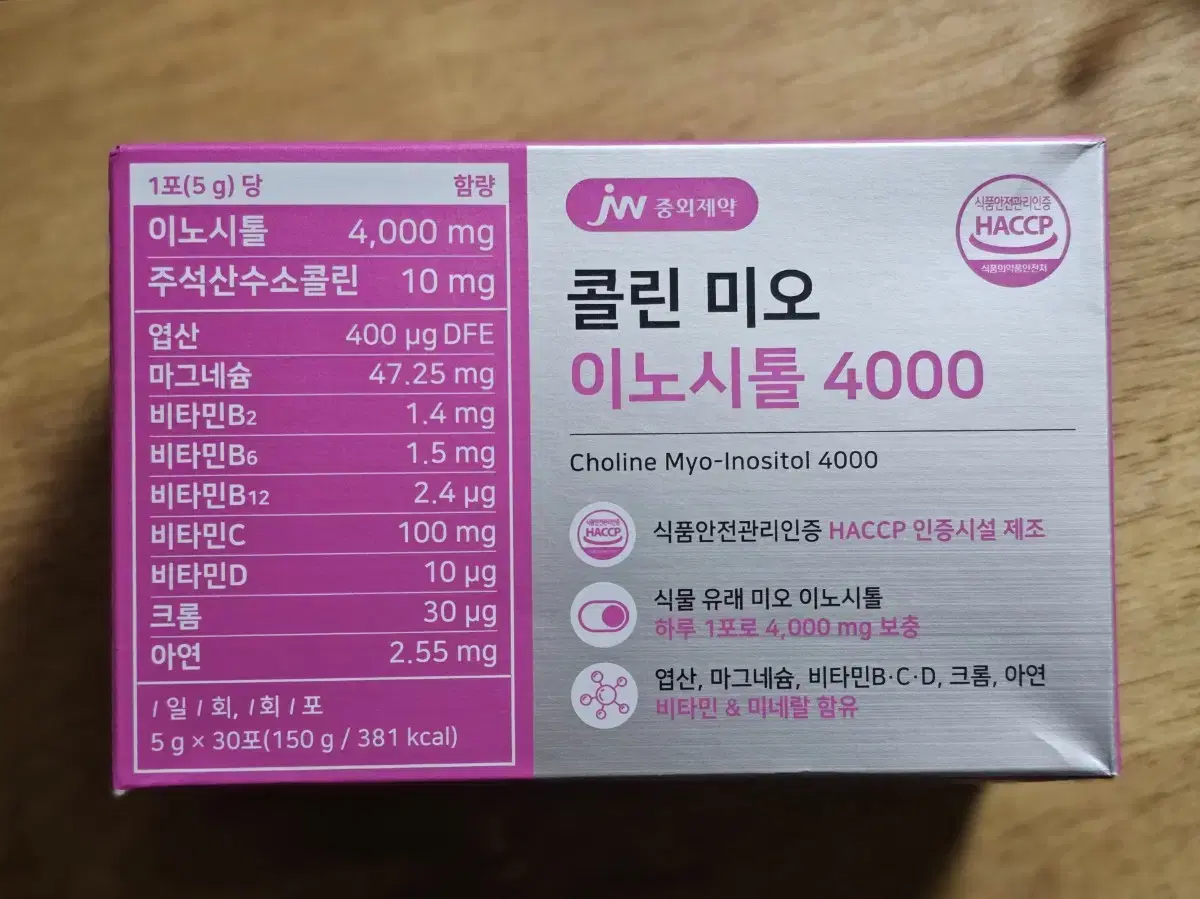 1포(5 g) 당 함량
이노시톨 4,000 mg
주석산수소콜린 10 mg
엽산 400 µg DFE
마그네슘 47.25 mg
비타민B2 1.4 mg
비타민B6 1.5 mg
비타민B12 2.4 µg
비타민C 100 mg
비타민D 10 µg
크롬 30 µg
아연 2.55 mg
1일 1회, 1회 1포
5 g × 30포(150 g / 381 kcal)
jw 중외제약
식품안전관리인증
HACCP
식품의약품안전처
콜린 미오
이노시톨 4000
Choline Myo-Inositol 4000
HACCP
식품안전관리인증 HACCP 인증시설 제조
식물 유래 미오 이노시톨
하루 1포로 4,000 mg 보충
엽산, 마그네슘, 비타민B·C·D, 크롬, 아연
비타민 & 미네랄 함유